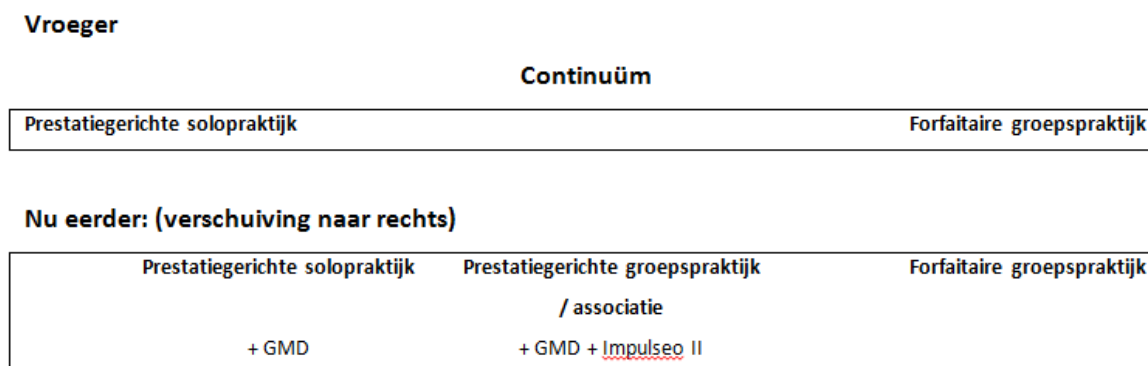 Vroeger
Continuüm
Prestatiegerichte solopraktijk Forfaitaire groepspraktijk
Nu eerder: (verschuiving naar rechts)
Prestatiegerichte solopraktijk Prestatiegerichte groepspraktijk Forfaitaire groepspraktijk
/ associatie
+ GMD + GMD + Impulseo II